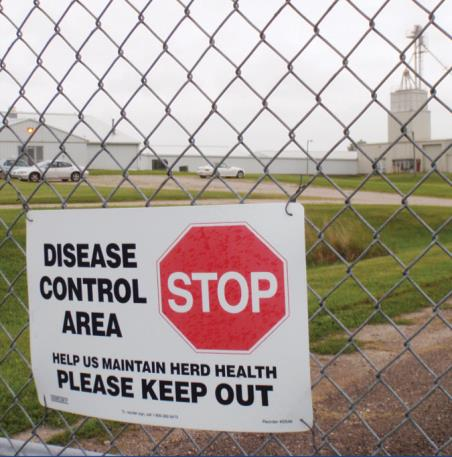 DISEASE
CONTROL
AREA
STOP
HELP US MAINTAIN HERD HEALTH
PLEASE KEEP OUT